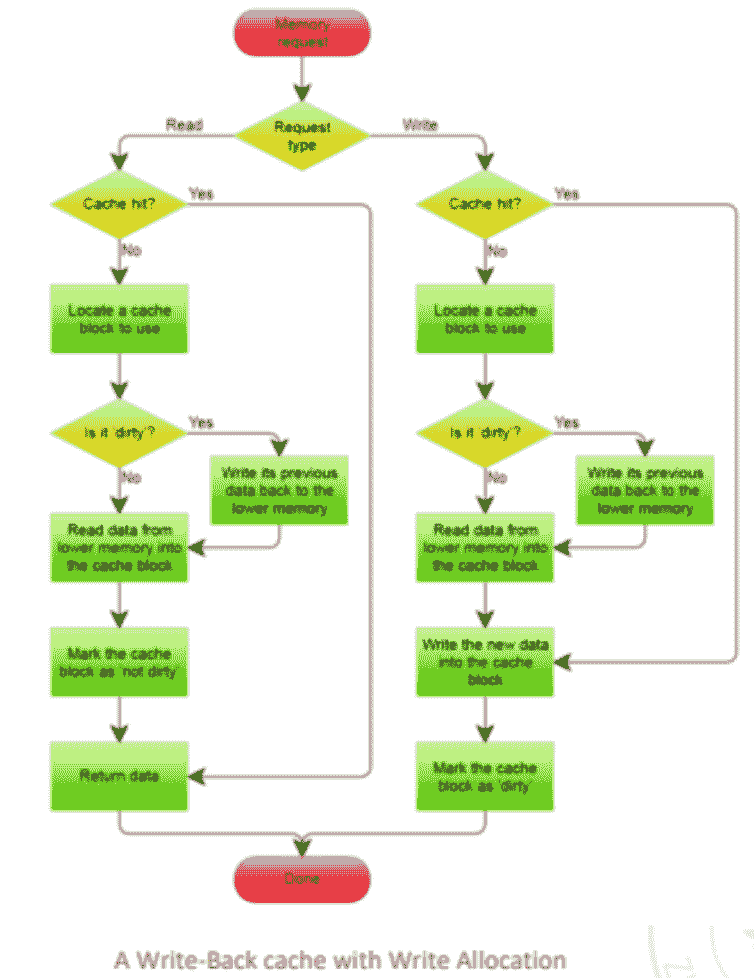 Memory
request
Request
type
Read
Write
Cache hit?
Yes
No
Locate a cache
block to use
Is it 'dirty'?
Yes
No
Write its previous
data back to the
lower memory
Read data from
lower memory into
the cache block
Mark the cache
block as 'not dirty'
Return data
Cache hit?
Yes
No
Locate a cache
block to use
Is it 'dirty'?
Yes
No
Write its previous
data back to the
lower memory
Read data from
lower memory into
the cache block
Write the new data
into the cache
block
Mark the cache
block as 'dirty'
Done
A Write-Back cache with Write Allocation